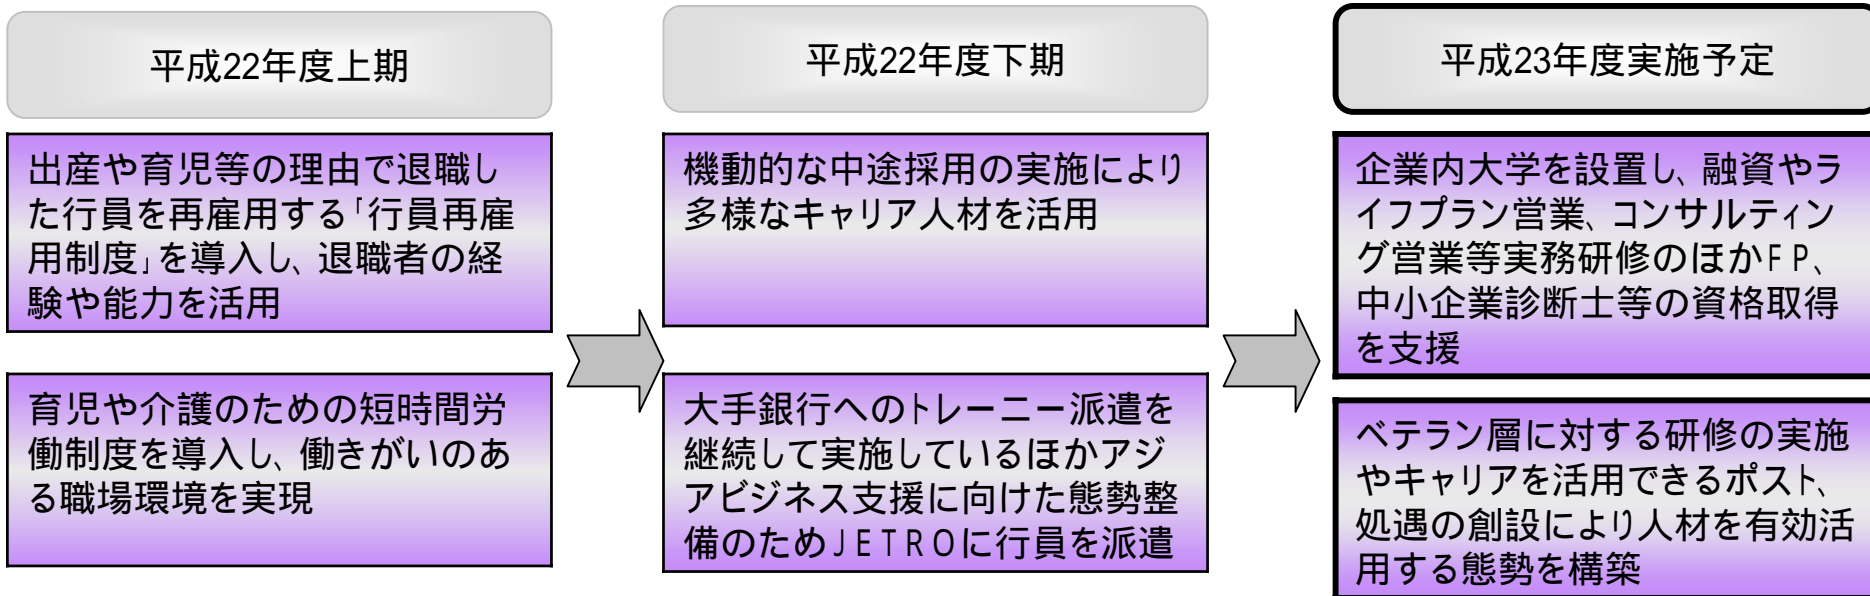 平成22年度上期
出産や育児等の理由で退職し
た行員を再雇用する「行員再雇
用制度」を導入し、退職者の経
験や能力を活用
育児や介護のための短時間労
働制度を導入し、働きがいのあ
る職場環境を実現
平成22年度下期
機動的な中途採用の実施により
多様なキャリア人材を活用
大手銀行へのトレーニー派遣を
継続して実施しているほかアジ
アビジネス支援に向けた態勢整
備のためJETROに行員を派遣
平成23年度実施予定
企業内大学を設置し、融資やラ
イフプラン営業、コンサルティン
グ営業等実務研修のほかFP、
中小企業診断士等の資格取得
を支援
ベテラン層に対する研修の実施
やキャリアを活用できるポスト、
処遇の創設により人材を有効活
用する態勢を構築